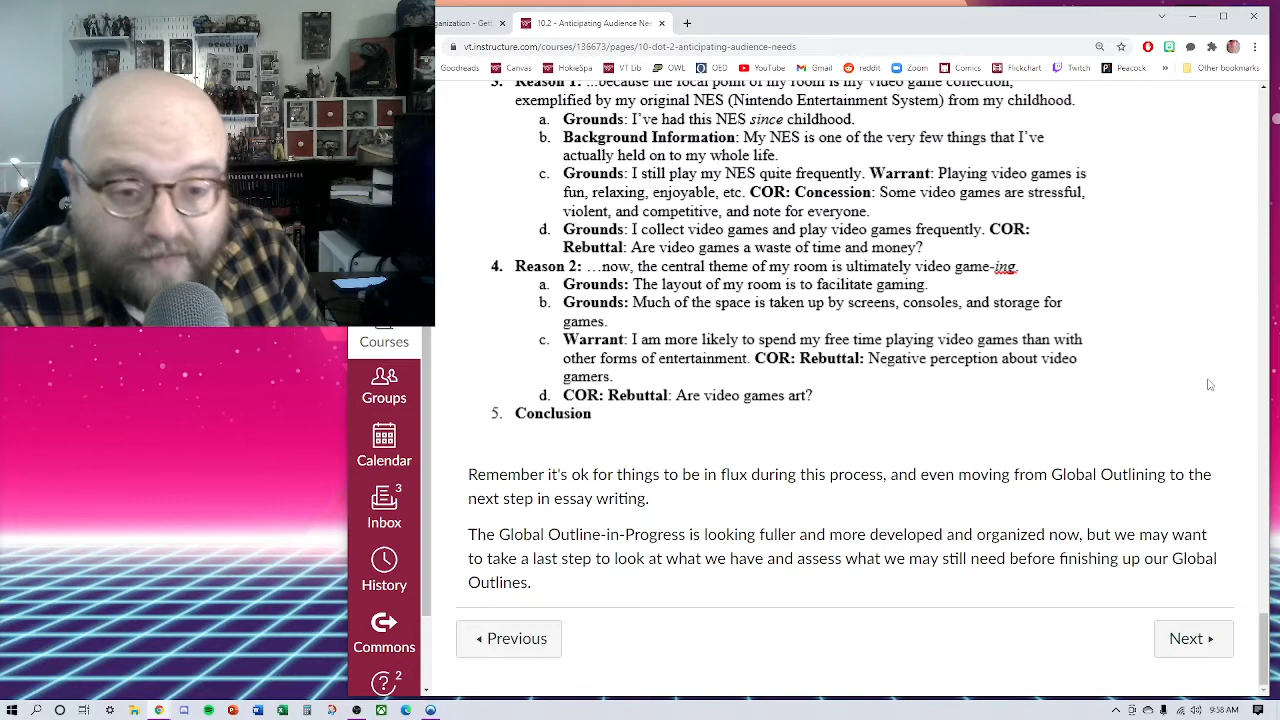 ganization - Gett
10.2 - Anticipating Audience Nee
vt.instructure.com/courses/136673/pages/10-dot-2-anticipating-audience-needs
Goodreads Canvas HokieSpa VT Lib OWL OED YouTube Gmail reddit Zoom Comics Flickchart Twitch Peacock » Other bookmarks
3. Reason 1: …because the focal point of my room is my video game collection,
exemplified by my original NES (Nintendo Entertainment System) from my childhood.
a. Grounds: I’ve had this NES since childhood.
b. Background Information: My NES is one of the very few things that I’ve
actually held on to my whole life.
c. Grounds: I still play my NES quite frequently. Warrant: Playing video games is
fun, relaxing, enjoyable, etc. COR: Concession: Some video games are stressful,
violent, and competitive, and note for everyone.
d. Grounds: I collect video games and play video games frequently. COR:
Rebuttal: Are video games a waste of time and money?
4. Reason 2: …now, the central theme of my room is ultimately video game-ing.
a. Grounds: The layout of my room is to facilitate gaming.
b. Grounds: Much of the space is taken up by screens, consoles, and storage for
games.
c. Warrant: I am more likely to spend my free time playing video games than with
other forms of entertainment. COR: Rebuttal: Negative perception about video
gamers.
d. COR: Rebuttal: Are video games art?
5. Conclusion
Remember it's ok for things to be in flux during this process, and even moving from Global Outlining to the
next step in essay writing.
The Global Outline-in-Progress is looking fuller and more developed and organized now, but we may want
to take a last step to look at what we have and assess what we may still need before finishing up our Global
Outlines.
Previous
Next
Courses
Groups
Calendar
3
Inbox
History
Commons
2
9:58 AM